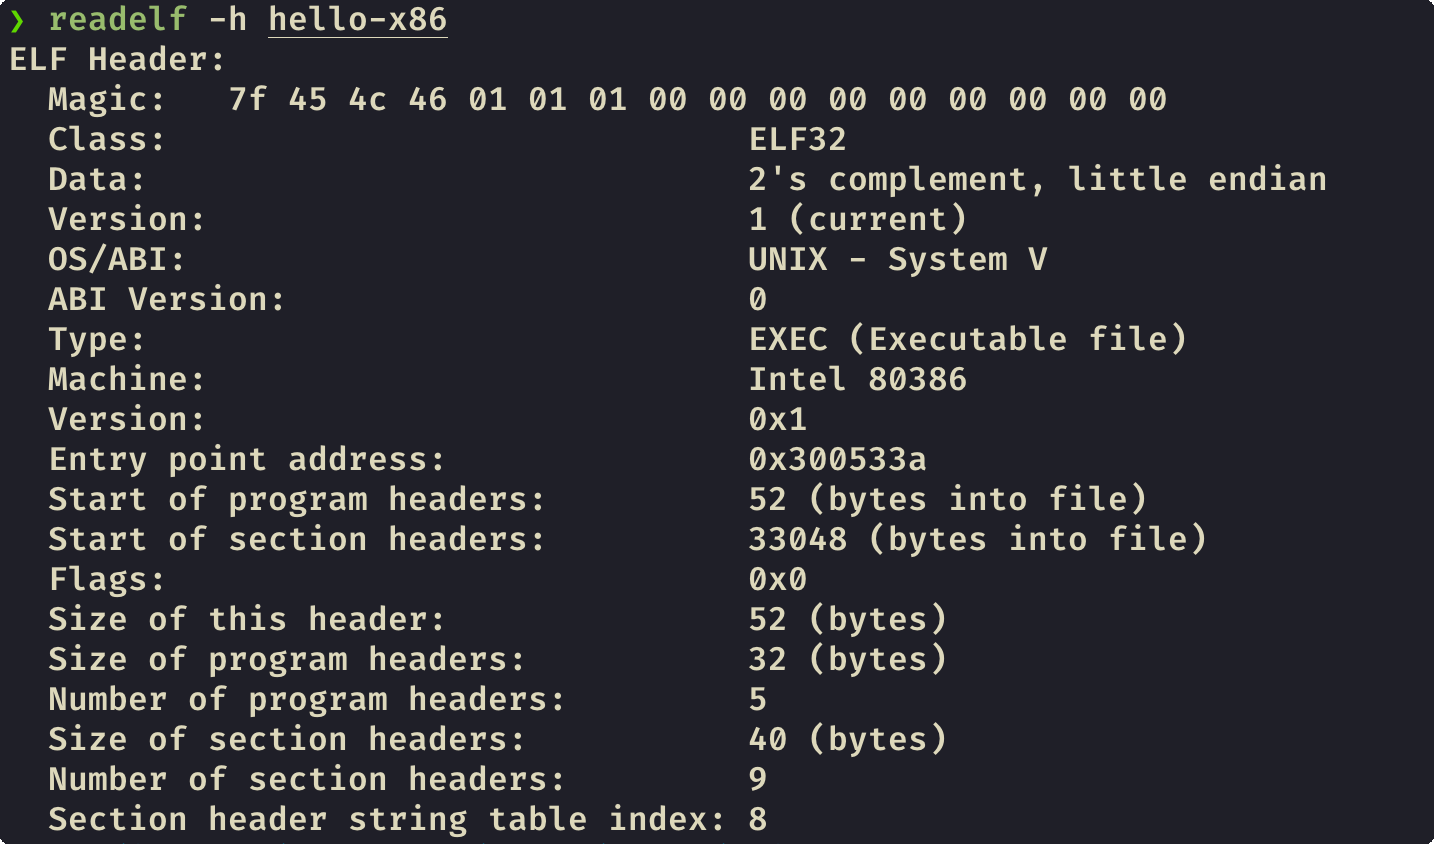 ❯ readelf -h hello-x86
ELF Header:
  Magic:   7f 45 4c 46 01 01 01 00 00 00 00 00 00 00 00 00
  Class:                             ELF32
  Data:                              2's complement, little endian
  Version:                           1 (current)
  OS/ABI:                            UNIX - System V
  ABI Version:                       0
  Type:                              EXEC (Executable file)
  Machine:                           Intel 80386
  Version:                           0x1
  Entry point address:               0x300533a
  Start of program headers:          52 (bytes into file)
  Start of section headers:          33048 (bytes into file)
  Flags:                             0x0
  Size of this header:               52 (bytes)
  Size of program headers:           32 (bytes)
  Number of program headers:         5
  Size of section headers:           40 (bytes)
  Number of section headers:         9
  Section header string table index: 8